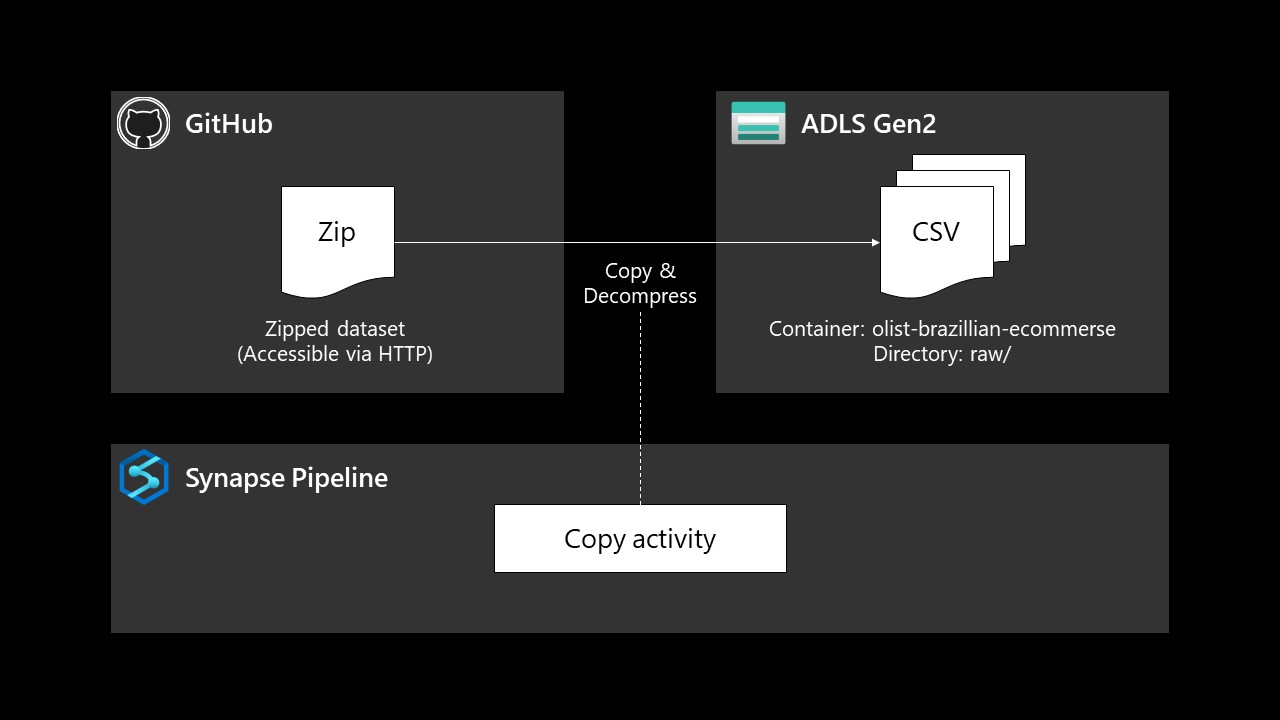 GitHub
Zip
Zipped dataset
(Accessible via HTTP)
Copy &
Decompress
ADLS Gen2
CSV
Container: olist-brazillian-ecommerse
Directory: raw/
Synapse Pipeline
Copy activity